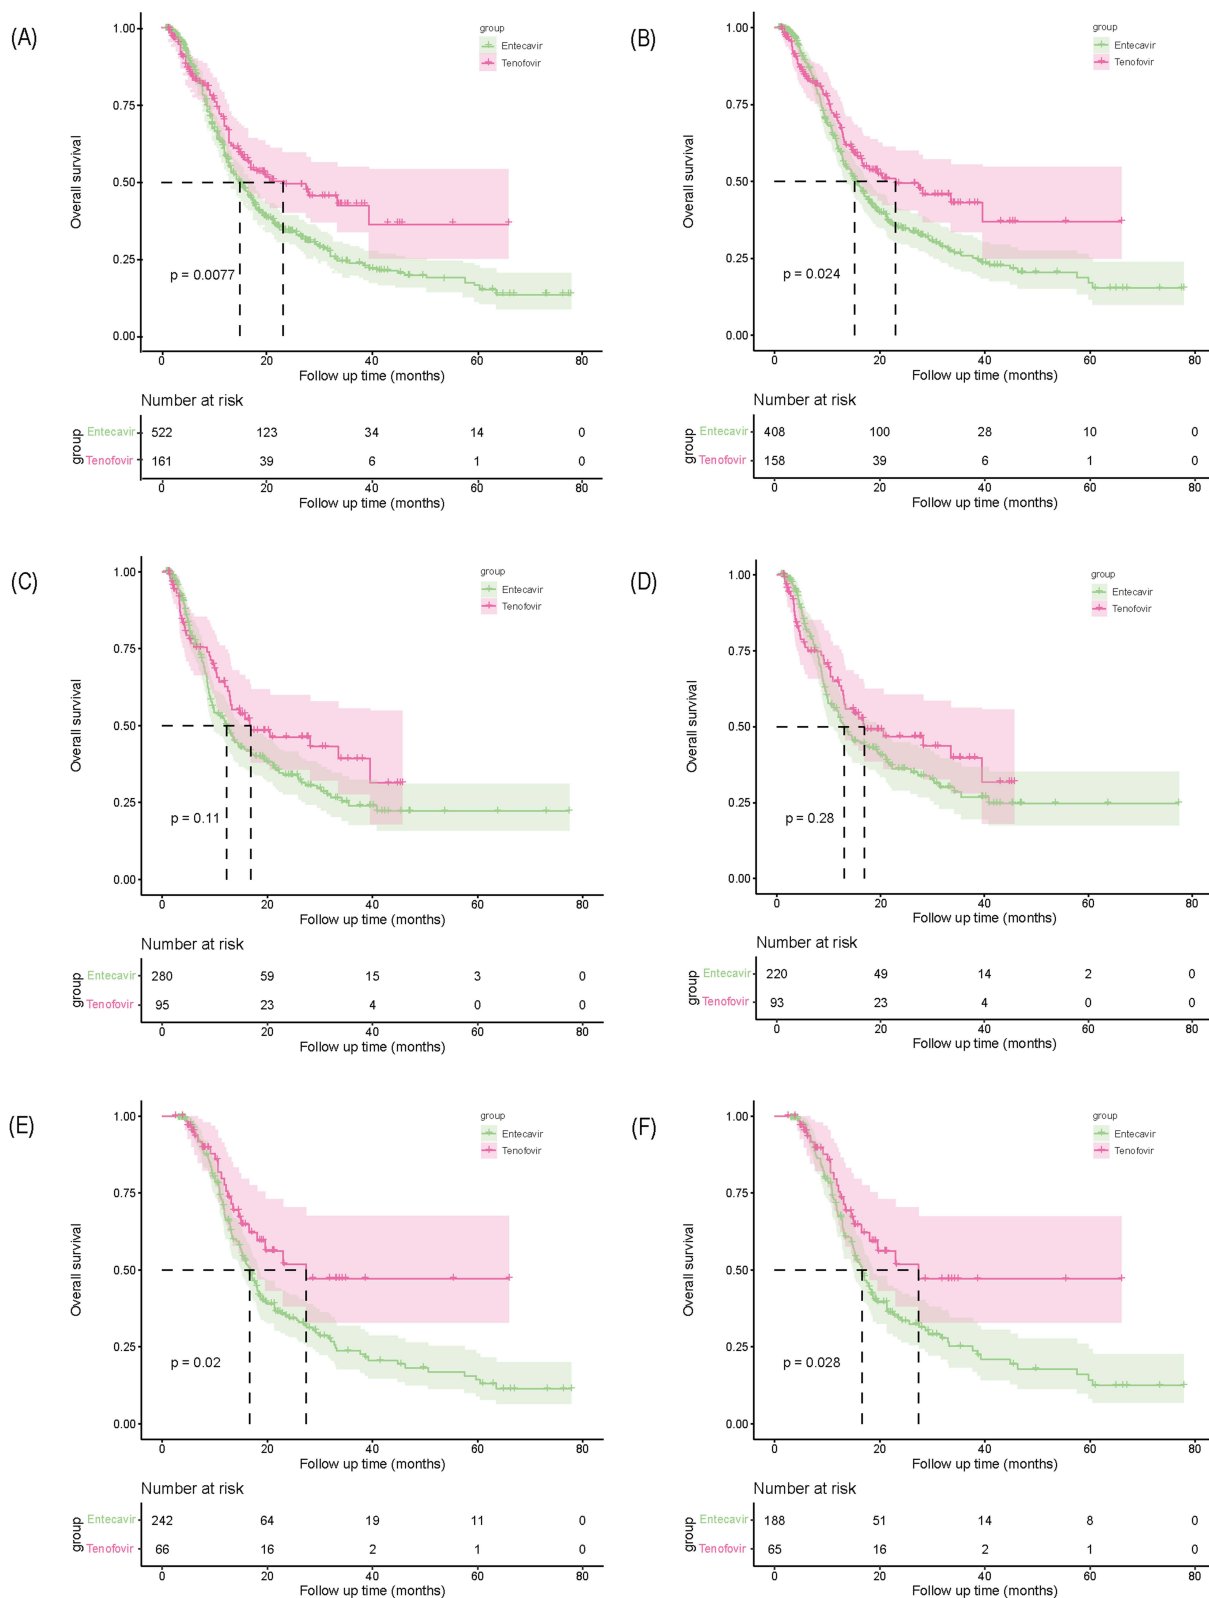 (A)
group
Entecavir
Tenofovir
Overall survival
1.00
0.75
0.50
0.25
0.00
p = 0.0077
0 20 40 60 80
Follow up time (months)
Number at risk
group
Entecavir 522 123 34 14 0
Tenofovir 161 39 6 1 0
0 20 40 60 80
Follow up time (months)
(B)
group
Entecavir
Tenofovir
Overall survival
1.00
0.75
0.50
0.25
0.00
p = 0.024
0 20 40 60 80
Follow up time (months)
Number at risk
group
Entecavir 408 100 28 10 0
Tenofovir 158 39 6 1 0
0 20 40 60 80
Follow up time (months)
(C)
group
Entecavir
Tenofovir
Overall survival
1.00
0.75
0.50
0.25
0.00
p = 0.11
0 20 40 60 80
Follow up time (months)
Number at risk
group
Entecavir 280 59 15 3 0
Tenofovir 95 23 4 0 0
0 20 40 60 80
Follow up time (months)
(D)
group
Entecavir
Tenofovir
Overall survival
1.00
0.75
0.50
0.25
0.00
p = 0.28
0 20 40 60 80
Follow up time (months)
Number at risk
group
Entecavir 220 49 14 2 0
Tenofovir 93 23 4 0 0
0 20 40 60 80
Follow up time (months)
(E)
group
Entecavir
Tenofovir
Overall survival
1.00
0.75
0.50
0.25
0.00
p = 0.02
0 20 40 60 80
Follow up time (months)
Number at risk
group
Entecavir 242 64 19 11 0
Tenofovir 66 16 2 1 0
0 20 40 60 80
Follow up time (months)
(F)
group
Entecavir
Tenofovir
Overall survival
1.00
0.75
0.50
0.25
0.00
p = 0.028
0 20 40 60 80
Follow up time (months)
Number at risk
group
Entecavir 188 51 14 8 0
Tenofovir 65 16 2 1 0
0 20 40 60 80
Follow up time (months)